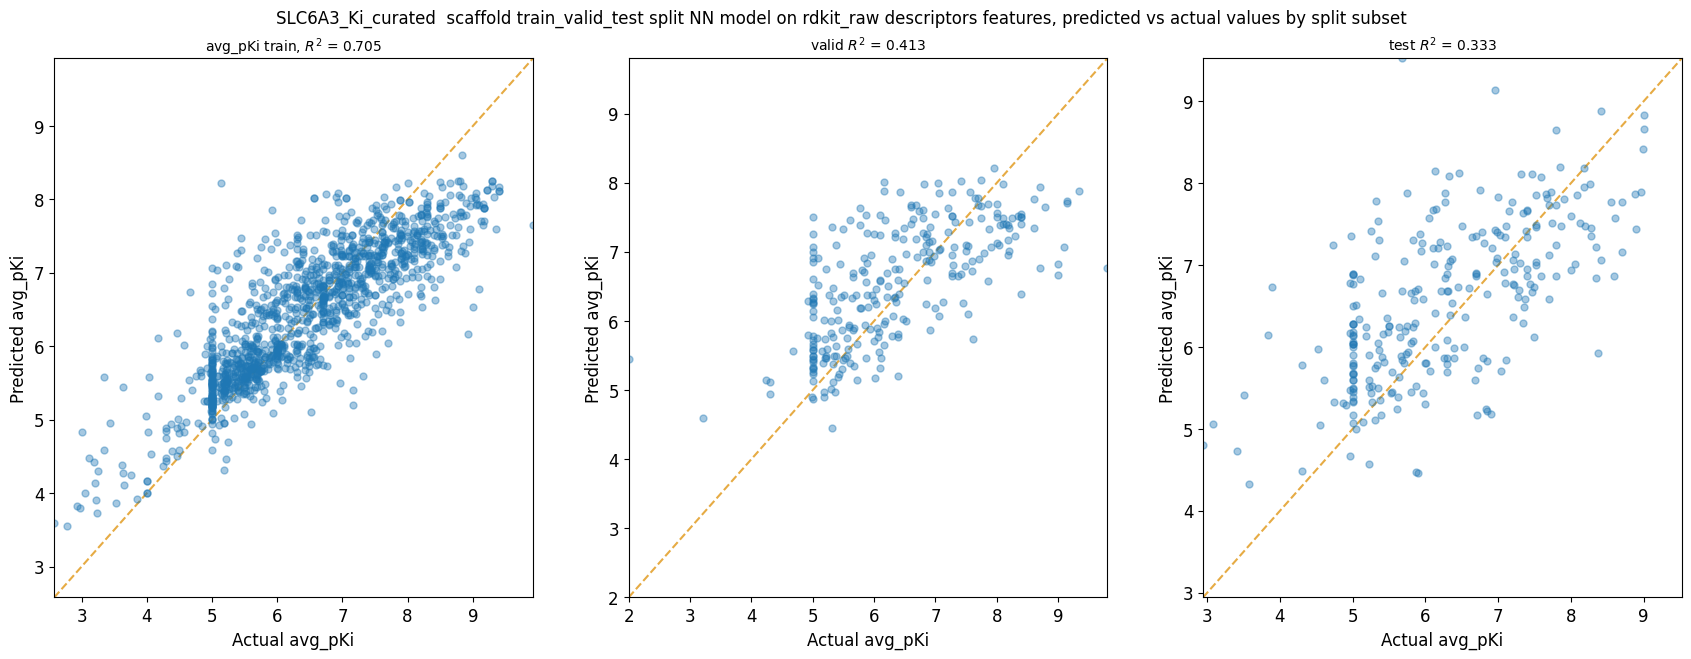 SLC6A3_Ki_curated  scaffold train_valid_test split NN model on rdkit_raw descriptors features, predicted vs actual values by split subset
avg_pKi train, R² = 0.705
9
8
7
6
5
4
3
Predicted avg_pKi
3 4 5 6 7 8 9
Actual avg_pKi
valid R² = 0.413
9
8
7
6
5
4
3
2
Predicted avg_pKi
2 3 4 5 6 7 8 9
Actual avg_pKi
test R² = 0.333
9
8
7
6
5
4
3
Predicted avg_pKi
3 4 5 6 7 8 9
Actual avg_pKi